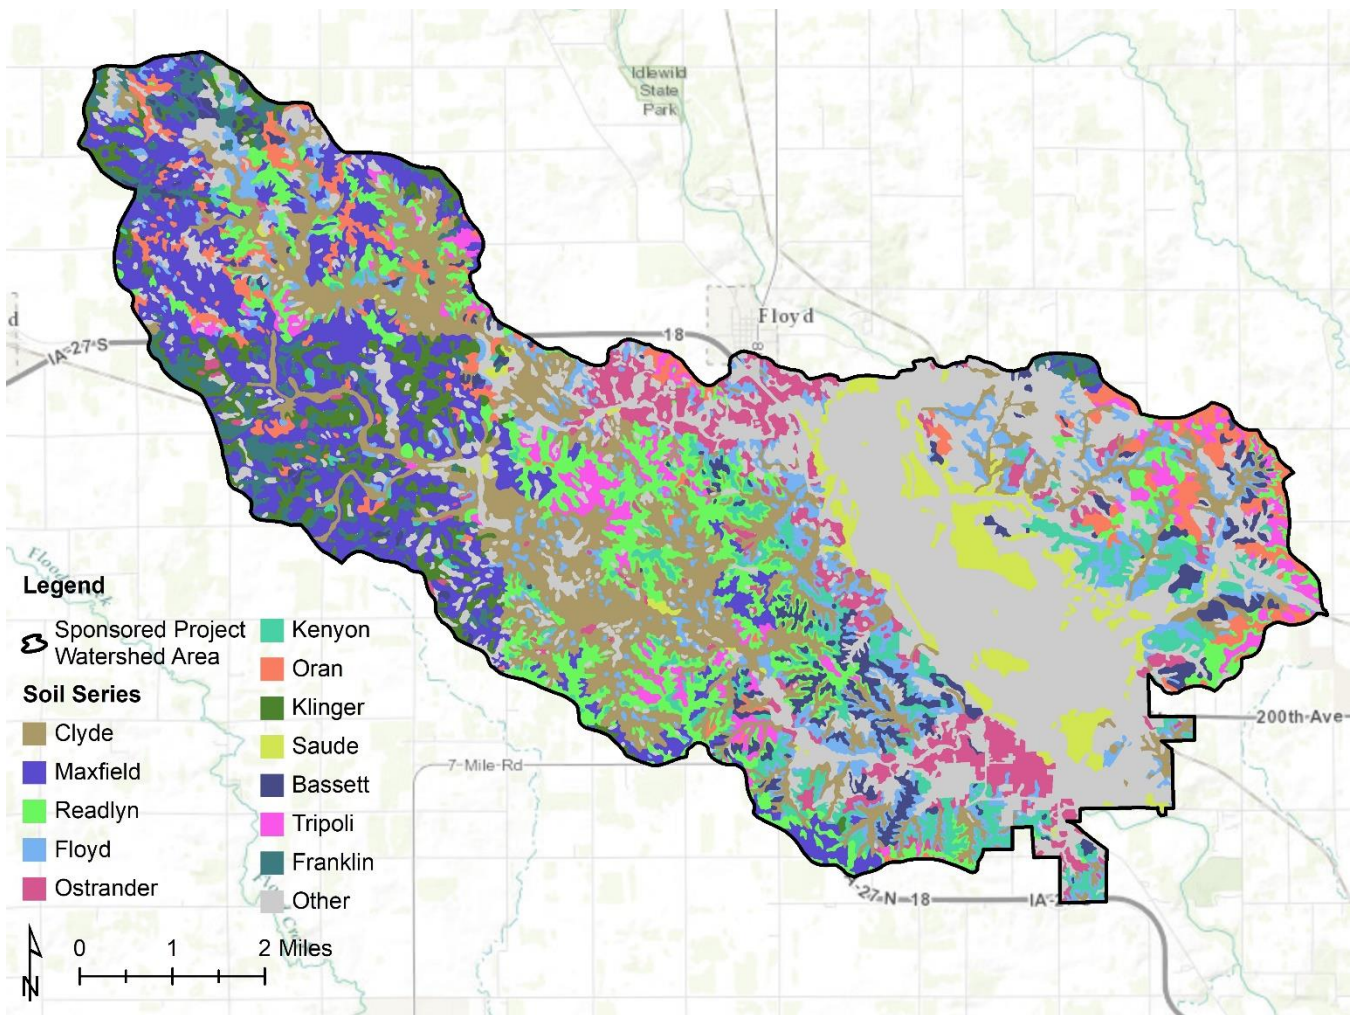 Idlewild
State
Park
Floyd
18
8
d
IA-27 S
Legend
Sponsored Project
Watershed Area
Soil Series
Clyde
Maxfield
Readlyn
Floyd
Ostrander
Kenyon
Oran
Klinger
Saude
Bassett
Tripoli
Franklin
Other
7-Mile-Rd
200th-Ave
27-N-18
IA-2
N
0 1 2 Miles